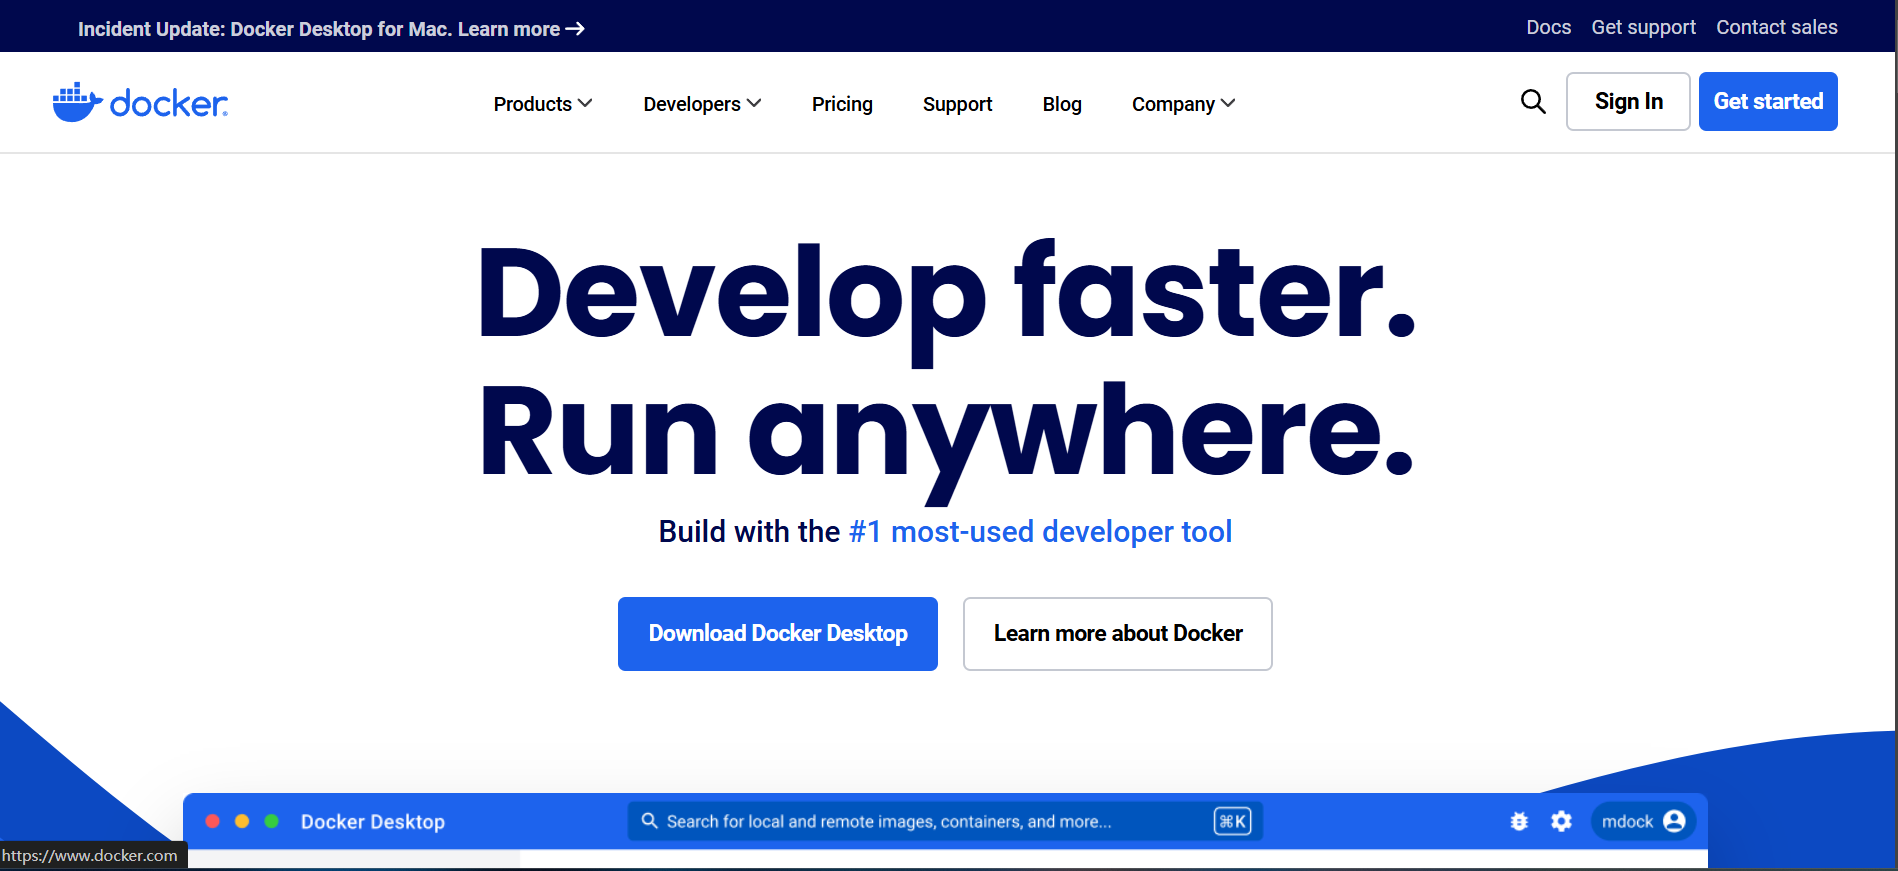 Incident Update: Docker Desktop for Mac. Learn more →
Docs Get support Contact sales
docker
Products Developers Pricing Support Blog Company
Sign In Get started
Develop faster.
Run anywhere.
Build with the #1 most-used developer tool
Download Docker Desktop Learn more about Docker
Docker Desktop Search for local and remote images, containers, and more... ⌘K mdock
https://www.docker.com